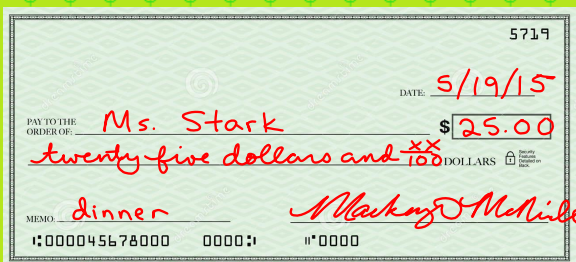 5719
DATE: 5/19/15
PAY TO THE ORDER OF: Ms. Stark $ 25.00
twenty-five dollars and xx/100 DOLLARS Security Features Detailed on Back.
MEMO: dinner
⑆000045678000 0000⑆ ⑈0000